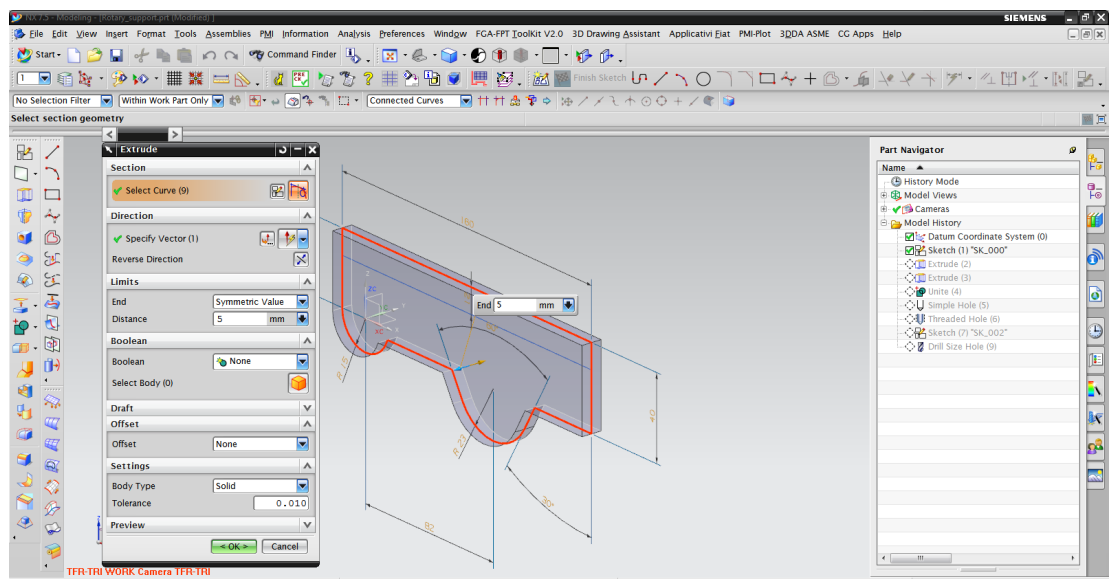 NX 7.5 - Modeling - [Rotary_support.prt (Modified) ]
SIEMENS
File Edit View Insert Format Tools Assemblies PMI Information Analysis Preferences Window FGA-FPT ToolKit V2.0 3D Drawing Assistant Applicativi Fiat PMI-Plot 3DDA ASME CG Apps Help
Start Command Finder
1 Finish Sketch
No Selection Filter Within Work Part Only Connected Curves
Select section geometry
Extrude
Section
Select Curve (9)
Direction
Specify Vector (1)
Reverse Direction
Limits
End Symmetric Value
Distance 5 mm
Boolean
Boolean None
Select Body (0)
Draft
Offset
Offset None
Settings
Body Type Solid
Tolerance 0.010
Preview
< OK > Cancel
160
End 5 mm
R 15
R 23
40
30°
82
ZC
XC
TFR-TRI WORK Camera TFR-TRI
Part Navigator
Name
History Mode
Model Views
Cameras
Model History
Datum Coordinate System (0)
Sketch (1) "SK_000"
Extrude (2)
Extrude (3)
Unite (4)
Simple Hole (5)
Threaded Hole (6)
Sketch (7) "SK_002"
Drill Size Hole (9)